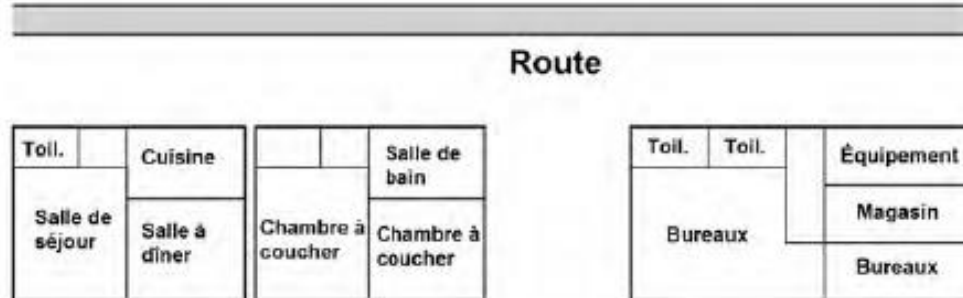 Route
Toil.
Cuisine
Salle de
séjour
Salle à
dîner
Salle de
bain
Chambre à
coucher
Chambre à
coucher
Toil.
Toil.
Équipement
Bureaux
Magasin
Bureaux